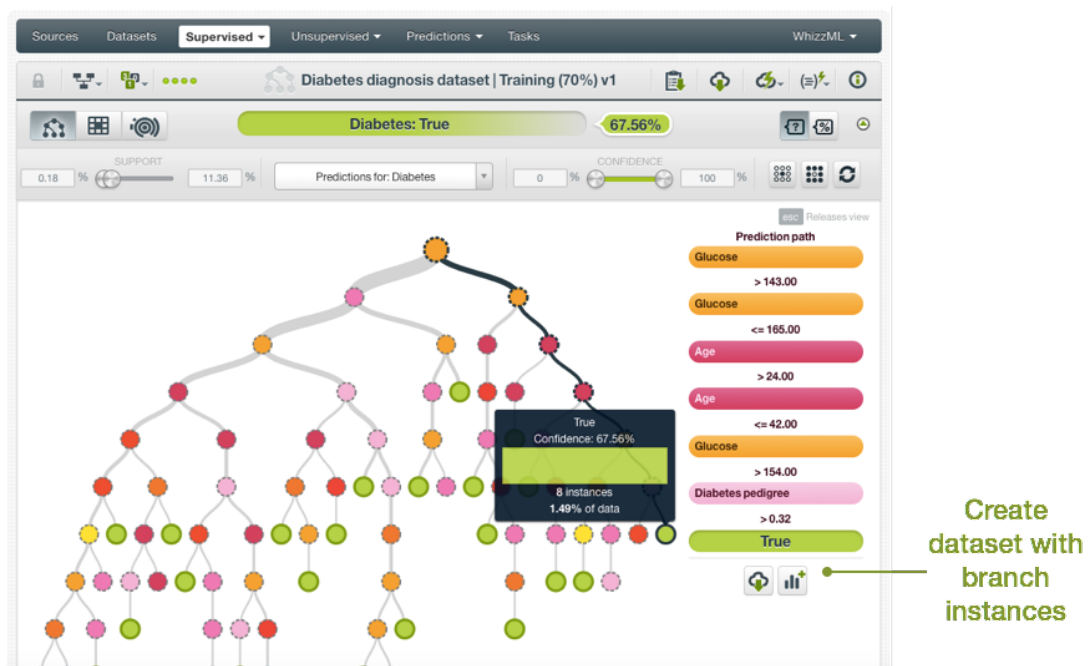 Sources Datasets Supervised Unsupervised Predictions Tasks WhizzML
Diabetes diagnosis dataset | Training (70%) v1
Diabetes: True 67.56%
SUPPORT
CONFIDENCE
0.18 % 11.36 % Predictions for: Diabetes 0 % 100 %
esc Releases view
Prediction path
Glucose
> 143.00
Glucose
<= 165.00
Age
> 24.00
Age
<= 42.00
Glucose
> 154.00
Diabetes pedigree
> 0.32
True
True
Confidence: 67.56%
8 instances
1.49% of data
Create
dataset with
branch
instances